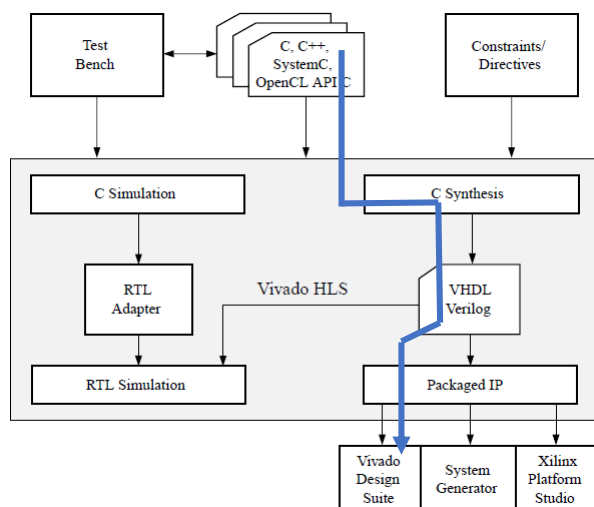 Test
Bench
C, C++,
SystemC,
OpenCL API C
Constraints/
Directives
C Simulation
C Synthesis
RTL
Adapter
Vivado HLS
VHDL
Verilog
RTL Simulation
Packaged IP
Vivado
Design
Suite
System
Generator
Xilinx
Platform
Studio